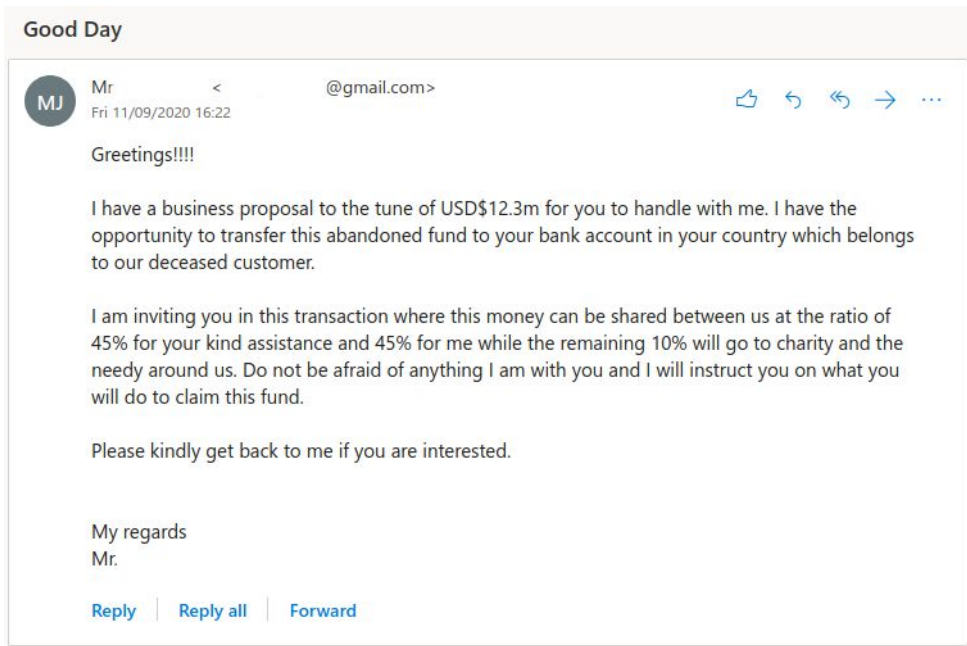 Good Day
MJ
Mr < @gmail.com>
Fri 11/09/2020 16:22
Greetings!!!!
I have a business proposal to the tune of USD$12.3m for you to handle with me. I have the
opportunity to transfer this abandoned fund to your bank account in your country which belongs
to our deceased customer.
I am inviting you in this transaction where this money can be shared between us at the ratio of
45% for your kind assistance and 45% for me while the remaining 10% will go to charity and the
needy around us. Do not be afraid of anything I am with you and I will instruct you on what you
will do to claim this fund.
Please kindly get back to me if you are interested.
My regards
Mr.
Reply Reply all Forward